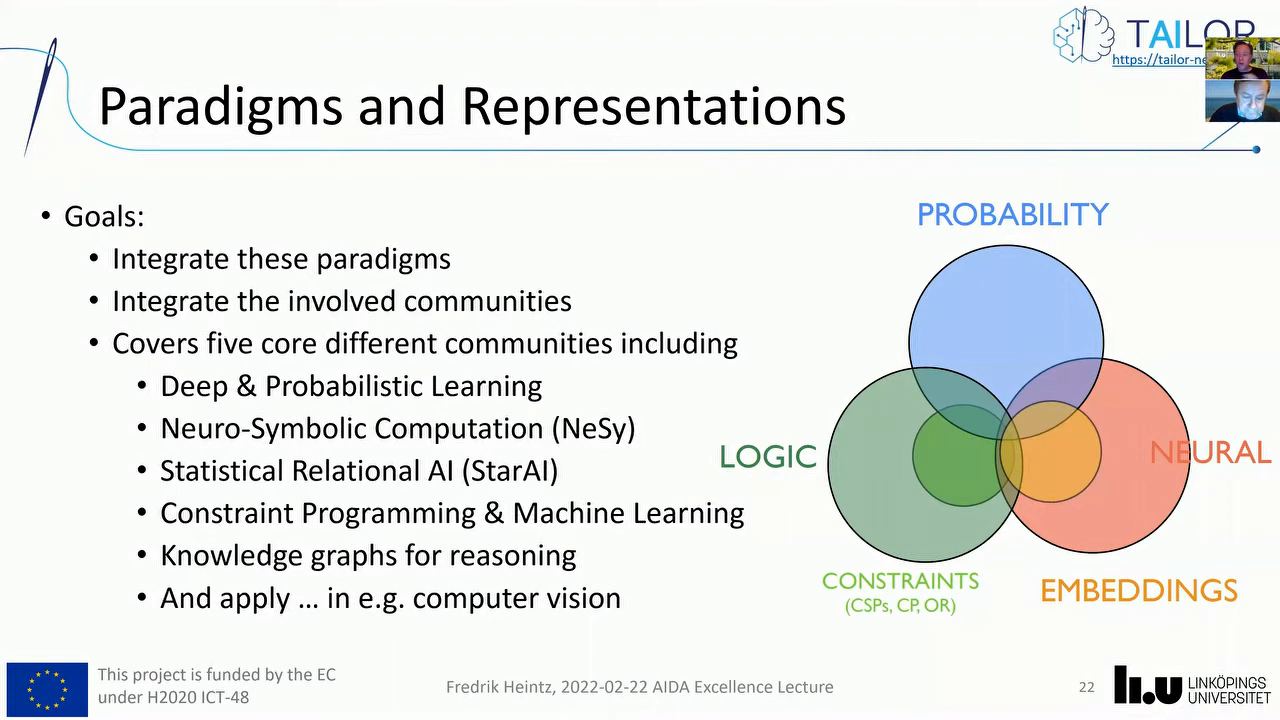 TAILOR
https://tailor-ne
Paradigms and Representations
• Goals:
• Integrate these paradigms
• Integrate the involved communities
• Covers five core different communities including
• Deep & Probabilistic Learning
• Neuro-Symbolic Computation (NeSy)
• Statistical Relational AI (StarAI)
• Constraint Programming & Machine Learning
• Knowledge graphs for reasoning
• And apply … in e.g. computer vision
PROBABILITY
LOGIC
NEURAL
CONSTRAINTS
(CSPs, CP, OR)
EMBEDDINGS
This project is funded by the EC
under H2020 ICT-48
Fredrik Heintz, 2022-02-22 AIDA Excellence Lecture
22
LINKÖPINGS
UNIVERSITET